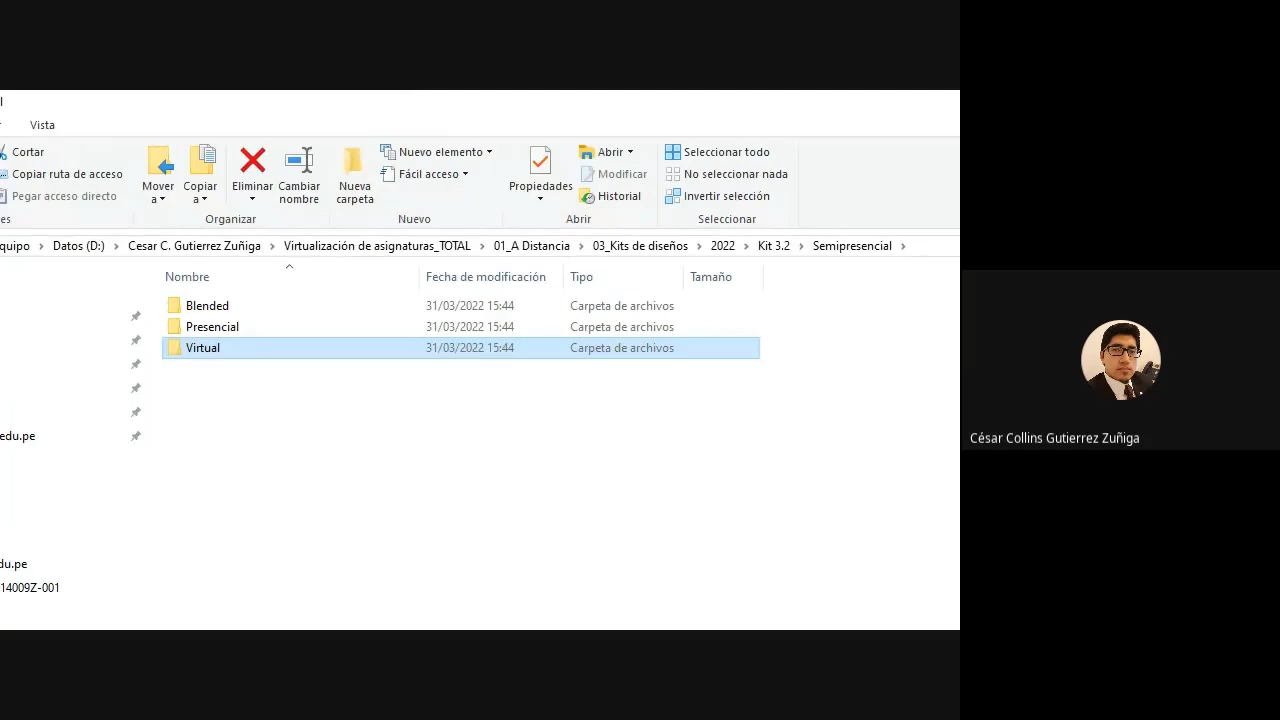 l
Vista
Cortar
Copiar ruta de acceso
Pegar acceso directo
Mover a
Copiar a
Eliminar
Cambiar nombre
Organizar
Nueva carpeta
Nuevo elemento
Fácil acceso
Nuevo
Propiedades
Abrir
Modificar
Historial
Abrir
Seleccionar todo
No seleccionar nada
Invertir selección
Seleccionar
es
quipo > Datos (D:) > Cesar C. Gutierrez Zuñiga > Virtualización de asignaturas_TOTAL > 01_A Distancia > 03_Kits de diseños > 2022 > Kit 3.2 > Semipresencial >
Nombre Fecha de modificación Tipo Tamaño
Blended 31/03/2022 15:44 Carpeta de archivos
Presencial 31/03/2022 15:44 Carpeta de archivos
Virtual 31/03/2022 15:44 Carpeta de archivos
edu.pe
du.pe
14009Z-001
César Collins Gutierrez Zuñiga